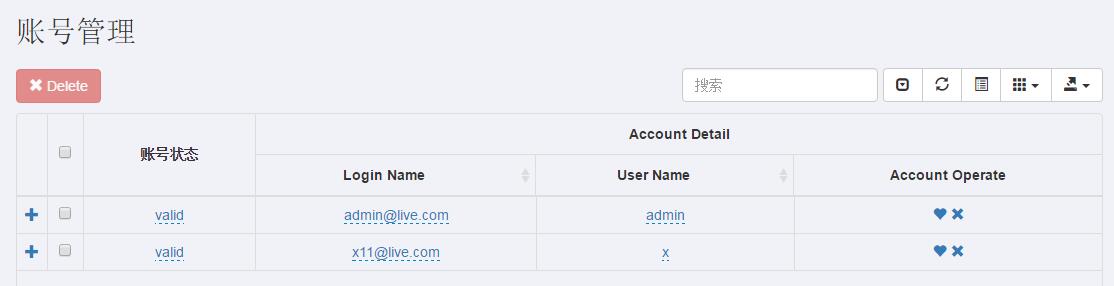 账号管理
Delete
搜索
账号状态
Account Detail
Login Name
User Name
Account Operate
valid
admin@live.com
admin
valid
x11@live.com
x